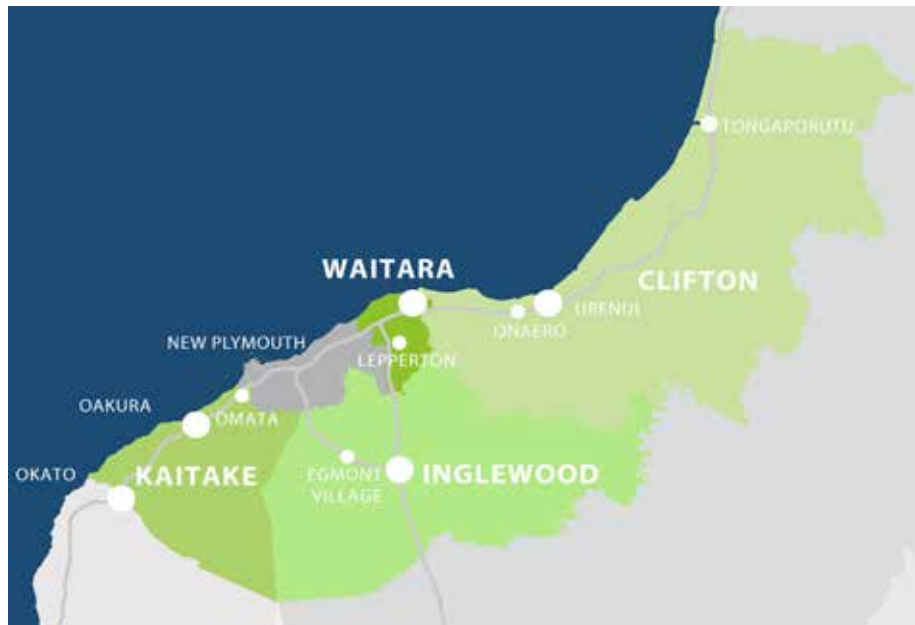 TONGAPORUTU
WAITARA
CLIFTON
URENUI
ONAERO
NEW PLYMOUTH
LEPPERTON
OAKURA
OMATA
OKATO
KAITAKE
EGMONT
VILLAGE
INGLEWOOD